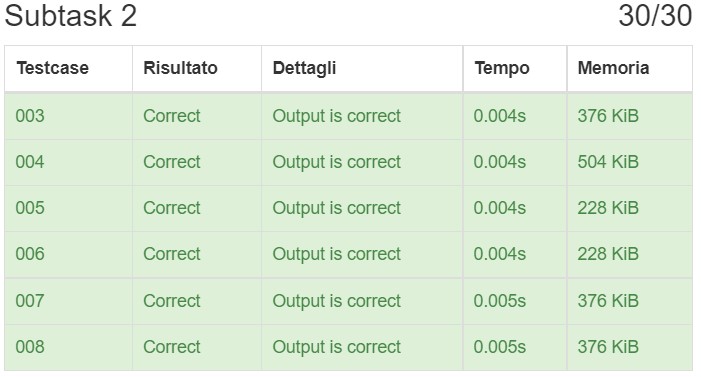 Subtask 2 30/30
Testcase Risultato Dettagli Tempo Memoria
003 Correct Output is correct 0.004s 376 KiB
004 Correct Output is correct 0.004s 504 KiB
005 Correct Output is correct 0.004s 228 KiB
006 Correct Output is correct 0.004s 228 KiB
007 Correct Output is correct 0.005s 376 KiB
008 Correct Output is correct 0.005s 376 KiB